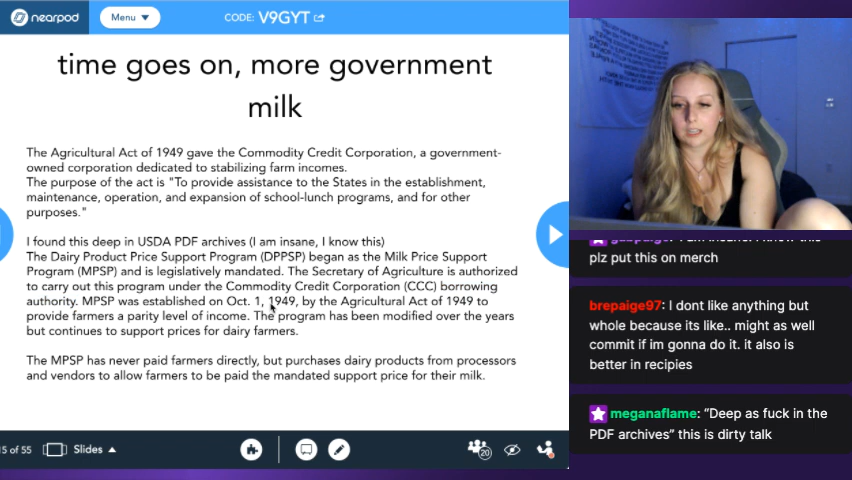 nearpod
Menu
CODE: V9GYT
time goes on, more government
milk
The Agricultural Act of 1949 gave the Commodity Credit Corporation, a government-
owned corporation dedicated to stabilizing farm incomes.
The purpose of the act is "To provide assistance to the States in the establishment,
maintenance, operation, and expansion of school-lunch programs, and for other
purposes."
I found this deep in USDA PDF archives (I am insane, I know this)
The Dairy Product Price Support Program (DPPSP) began as the Milk Price Support
Program (MPSP) and is legislatively mandated. The Secretary of Agriculture is authorized
to carry out this program under the Commodity Credit Corporation (CCC) borrowing
authority. MPSP was established on Oct. 1, 1949, by the Agricultural Act of 1949 to
provide farmers a parity level of income. The program has been modified over the years
but continues to support prices for dairy farmers.
The MPSP has never paid farmers directly, but purchases dairy products from processors
and vendors to allow farmers to be paid the mandated support price for their milk.
15 of 55
Slides
20
plz put this on merch
brepaige97: I dont like anything but
whole because its like.. might as well
commit if im gonna do it. it also is
better in recipies
meganaflame: “Deep as fuck in the
PDF archives” this is dirty talk